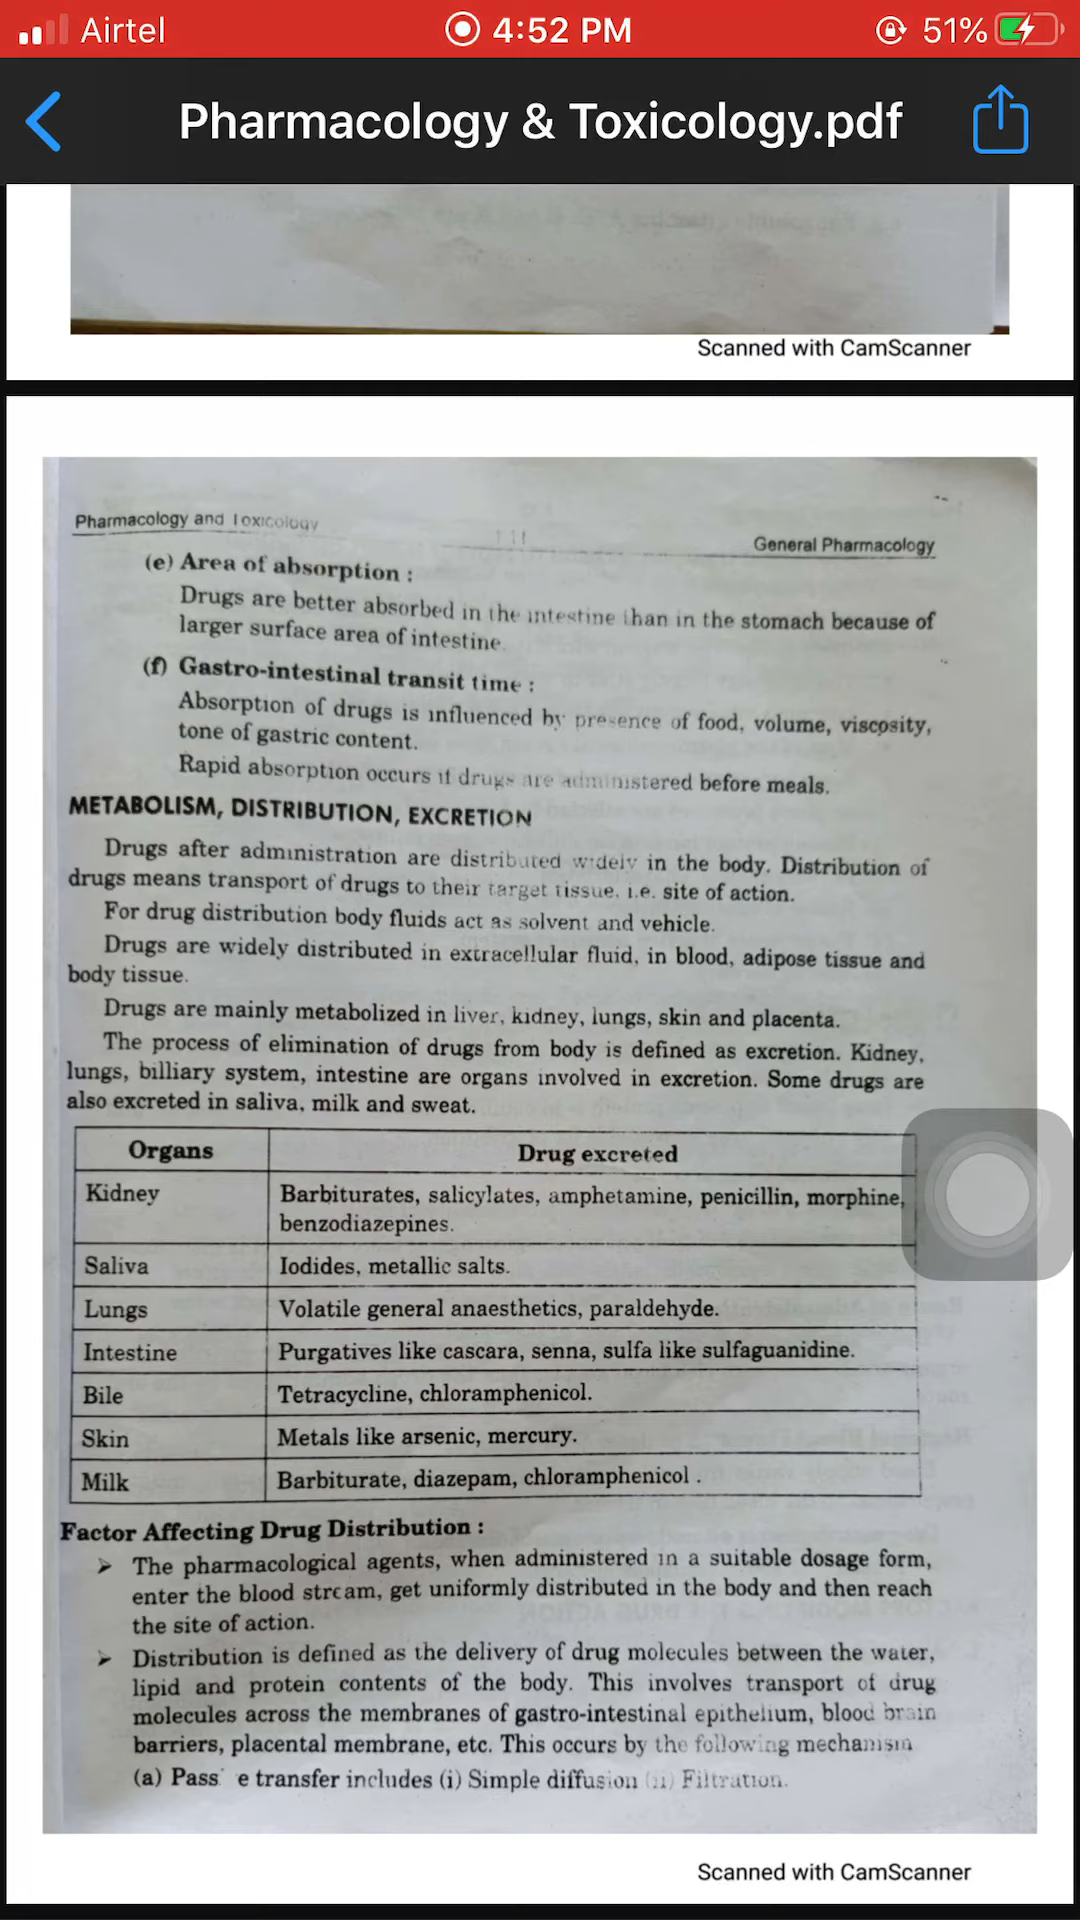 Airtel
4:52 PM
51%
Pharmacology & Toxicology.pdf
Scanned with CamScanner
Pharmacology and Toxicology
General Pharmacology
(e) Area of absorption :
Drugs are better absorbed in the intestine than in the stomach because of
larger surface area of intestine.
(f) Gastro-intestinal transit time :
Absorption of drugs is influenced by presence of food, volume, viscosity,
tone of gastric content.
Rapid absorption occurs if drugs are administered before meals.
METABOLISM, DISTRIBUTION, EXCRETION
Drugs after administration are distributed widely in the body. Distribution of
drugs means transport of drugs to their target tissue, i.e. site of action.
For drug distribution body fluids act as solvent and vehicle.
Drugs are widely distributed in extracellular fluid, in blood, adipose tissue and
body tissue.
Drugs are mainly metabolized in liver, kidney, lungs, skin and placenta.
The process of elimination of drugs from body is defined as excretion. Kidney,
lungs, billiary system, intestine are organs involved in excretion. Some drugs are
also excreted in saliva, milk and sweat.
Organs Drug excreted
Kidney Barbiturates, salicylates, amphetamine, penicillin, morphine,
benzodiazepines.
Saliva Iodides, metallic salts.
Lungs Volatile general anaesthetics, paraldehyde.
Intestine Purgatives like cascara, senna, sulfa like sulfaguanidine.
Bile Tetracycline, chloramphenicol.
Skin Metals like arsenic, mercury.
Milk Barbiturate, diazepam, chloramphenicol .
Factor Affecting Drug Distribution :
➢ The pharmacological agents, when administered in a suitable dosage form,
enter the blood stream, get uniformly distributed in the body and then reach
the site of action.
➢ Distribution is defined as the delivery of drug molecules between the water,
lipid and protein contents of the body. This involves transport of drug
molecules across the membranes of gastro-intestinal epithelium, blood brain
barriers, placental membrane, etc. This occurs by the following mechanism
(a) Passive transfer includes (i) Simple diffusion (ii) Filtration.
Scanned with CamScanner